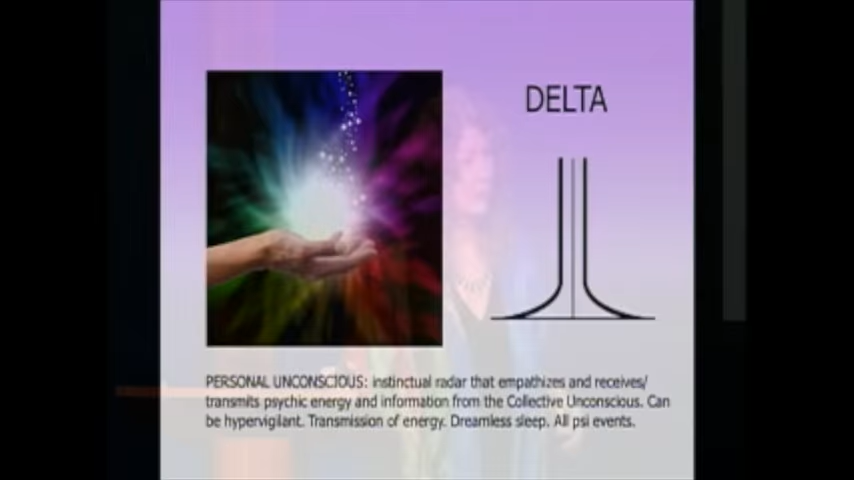 DELTA
PERSONAL UNCONSCIOUS: instinctual radar that empathizes and receives/
transmits psychic energy and information from the Collective Unconscious. Can
be hypervigilant. Transmission of energy. Dreamless sleep. All psi events.